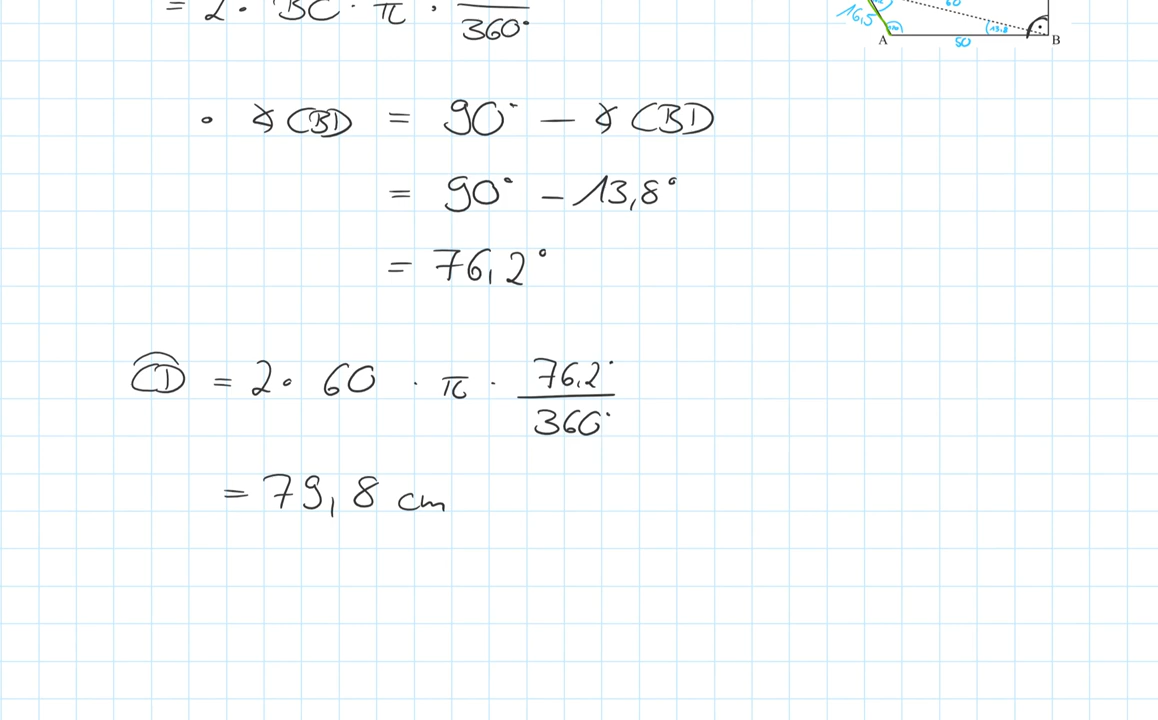 = 2 · BC · π · 360°
16,5
60
13,8
A
50
B
• ∢ CBD = 90° − ∢ CBD
= 90° − 13,8°
= 76,2°
CD = 2 · 60 · π · 76,2° / 360°
= 79,8 cm